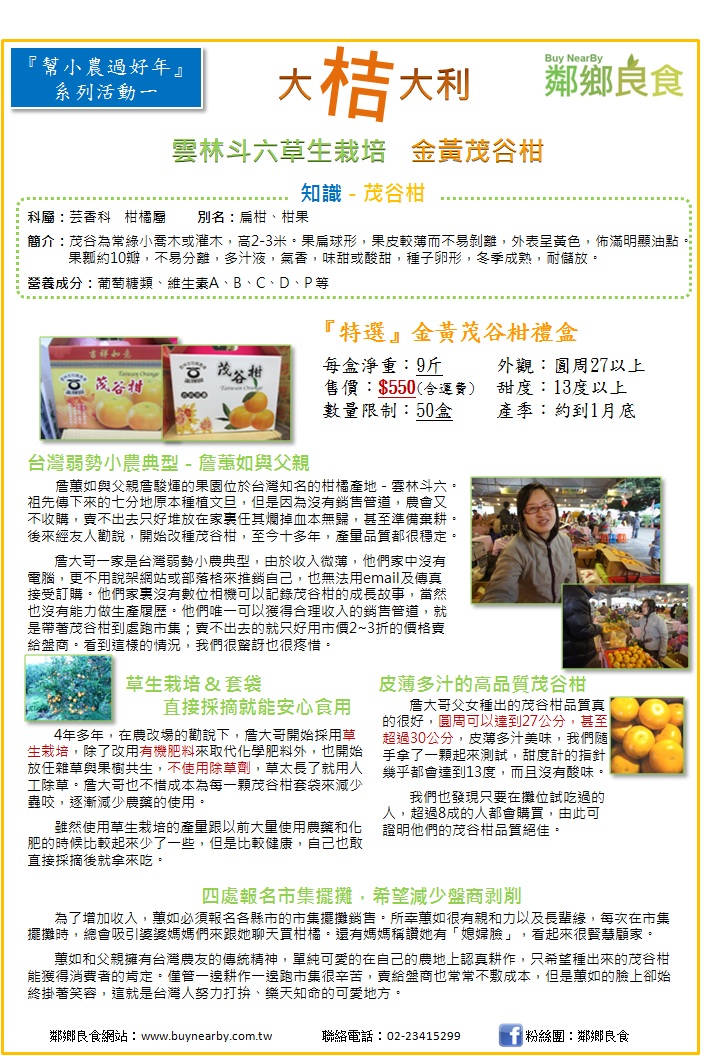 『幫小農過好年』
系列活動一
大桔大利
Buy NearBy
鄰鄉良食
雲林斗六草生栽培　金黃茂谷柑
知識 - 茂谷柑
科屬：芸香科　柑橘屬　　別名：扁柑、柑果
簡介：茂谷為常綠小喬木或灌木，高2-3米。果扁球形，果皮較薄而不易剝離，外表呈黃色，佈滿明顯油點。
果瓤約10瓣，不易分離，多汁液，氣香，味甜或酸甜，種子卵形，冬季成熟，耐儲放。
營養成分：葡萄糖類、維生素A、B、C、D、P等
『特選』金黃茂谷柑禮盒
每盒淨重：9斤　外觀：圓周27以上
售價：$550(含運費)　甜度：13度以上
數量限制：50盒　產季：約到1月底
吉祥如意
茂谷柑
Taiwan Orange
茂谷柑
Taiwan Orange
台灣弱勢小農典型 - 詹蕙如與父親
詹蕙如與父親詹駿煇的果園位於台灣知名的柑橘產地 - 雲林斗六。
祖先傳下來的七分地原本種植文旦，但是因為沒有銷售管道，農會又
不收購，賣不出去只好堆放在家裏任其爛掉血本無歸，甚至準備棄耕。
後來經友人勸說，開始改種茂谷柑，至今十多年，產量品質都很穩定。
詹大哥一家是台灣弱勢小農典型，由於收入微薄，他們家中沒有
電腦，更不用說架網站或部落格來推銷自己，也無法用email及傳真
接受訂購。他們家裏沒有數位相機可以記錄茂谷柑的成長故事，當然
也沒有能力做生產履歷。他們唯一可以獲得合理收入的銷售管道，就
是帶著茂谷柑到處跑市集；賣不出去的就只好用市價2~3折的價格賣
給盤商。看到這樣的情況，我們很驚訝也很疼惜。
草生栽培＆套袋
直接採摘就能安心食用
4年多年，在農改場的勸說下，詹大哥開始採用草
生栽培，除了改用有機肥料來取代化學肥料外，也開始
放任雜草與果樹共生，不使用除草劑，草太長了就用人
工除草。詹大哥也不惜成本為每一顆茂谷柑套袋來減少
蟲咬，逐漸減少農藥的使用。
雖然使用草生栽培的產量跟以前大量使用農藥和化
肥的時候比較起來少了一些，但是比較健康，自己也敢
直接採摘後就拿來吃。
皮薄多汁的高品質茂谷柑
詹大哥父女種出的茂谷柑品質真
的很好，圓周可以達到27公分，甚至
超過30公分，皮薄多汁美味，我們隨
手拿了一顆起來測試，甜度計的指針
幾乎都會達到13度，而且沒有酸味。
我們也發現只要在攤位試吃過的
人，超過8成的人都會購買，由此可
證明他們的茂谷柑品質絕佳。
四處報名市集擺攤，希望減少盤商剝削
為了增加收入，蕙如必須報名各縣市的市集擺攤銷售。所幸蕙如很有親和力以及長輩緣，每次在市集
擺攤時，總會吸引婆婆媽媽們來跟她聊天買柑橘。還有媽媽稱讚她有「媳婦臉」，看起來很賢慧顧家。
蕙如和父親擁有台灣農友的傳統精神，單純可愛的在自己的農地上認真耕作，只希望種出來的茂谷柑
能獲得消費者的肯定。僅管一邊耕作一邊跑市集很辛苦，賣給盤商也常常不敷成本，但是蕙如的臉上卻始
終掛著笑容，這就是台灣人努力打拚、樂天知命的可愛地方。
鄰鄉良食網站：www.buynearby.com.tw　聯絡電話：02-23415299　粉絲團：鄰鄉良食